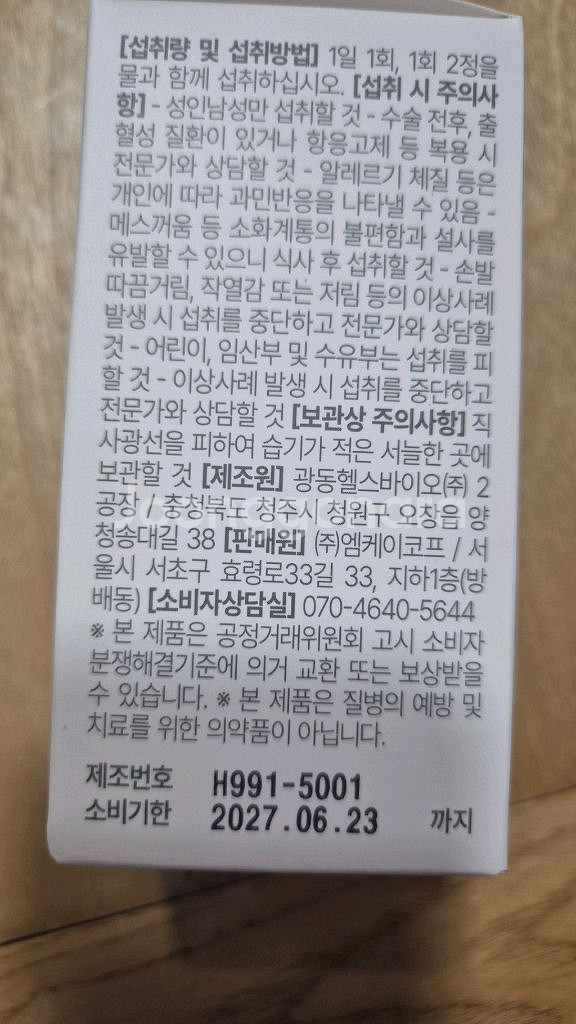 [섭취량 및 섭취방법] 1일 1회, 1회 2정을
물과 함께 섭취하십시오. [섭취 시 주의사
항] - 성인남성만 섭취할 것 - 수술 전후, 출
혈성 질환이 있거나 항응고제 등 복용 시
전문가와 상담할 것 - 알레르기 체질 등은
개인에 따라 과민반응을 나타낼 수 있음 -
메스꺼움 등 소화계통의 불편함과 설사를
유발할 수 있으니 식사 후 섭취할 것 - 손발
따끔거림, 작열감 또는 저림 등의 이상사례
발생 시 섭취를 중단하고 전문가와 상담할
것 - 어린이, 임산부 및 수유부는 섭취를 피
할 것 - 이상사례 발생 시 섭취를 중단하고
전문가와 상담할 것 [보관상 주의사항] 직
사광선을 피하여 습기가 적은 서늘한 곳에
보관할 것 [제조원] 광동헬스바이오㈜ 2
공장 / 충청북도 청주시 청원구 오창읍 양
청송대길 38 [판매원] ㈜엠케이코프 / 서
울시 서초구 효령로33길 33, 지하1층(방
배동) [소비자상담실] 070-4640-5644
※ 본 제품은 공정거래위원회 고시 소비자
분쟁해결기준에 의거 교환 또는 보상받을
수 있습니다. ※ 본 제품은 질병의 예방 및
치료를 위한 의약품이 아닙니다.
제조번호 H991-5001
소비기한 2027.06.23 까지